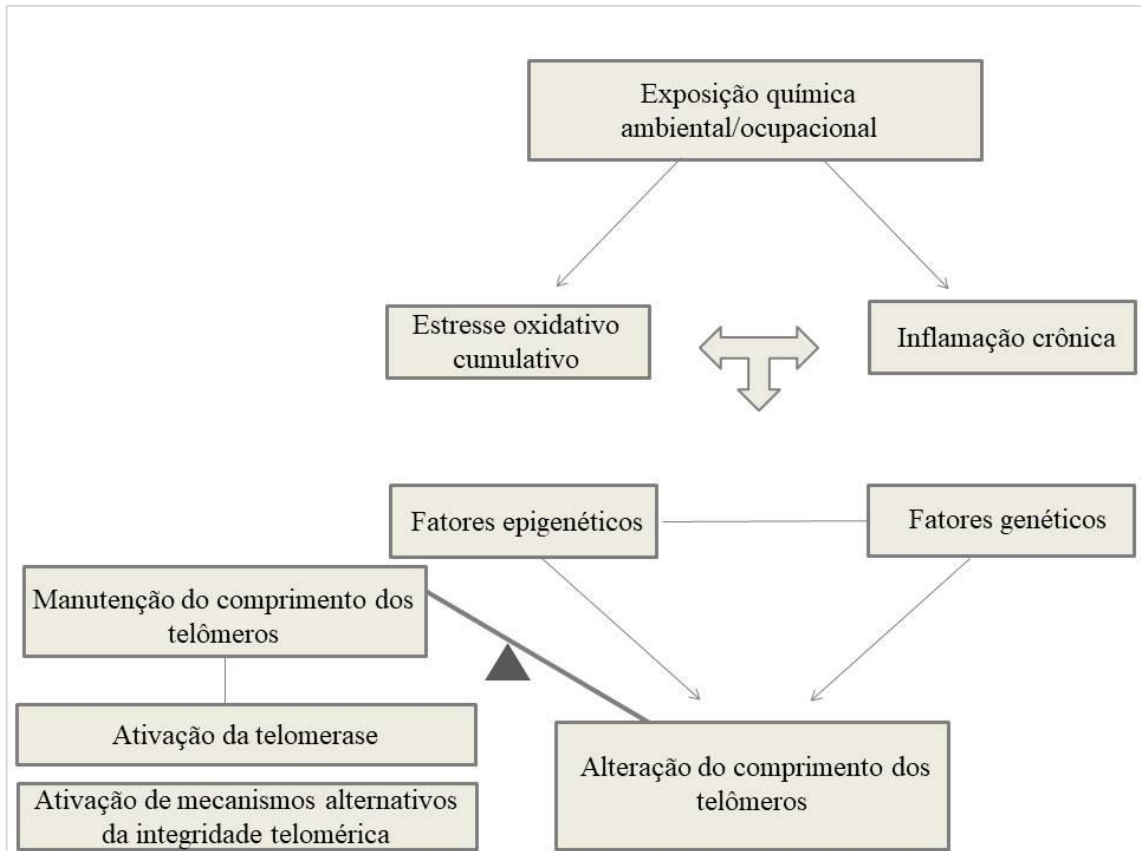 Exposição química
ambiental/ocupacional
Estresse oxidativo
cumulativo
Inflamação crônica
Fatores epigenéticos
Fatores genéticos
Manutenção do comprimento dos
telômeros
Ativação da telomerase
Alteração do comprimento dos
telômeros
Ativação de mecanismos alternativos
da integridade telomérica